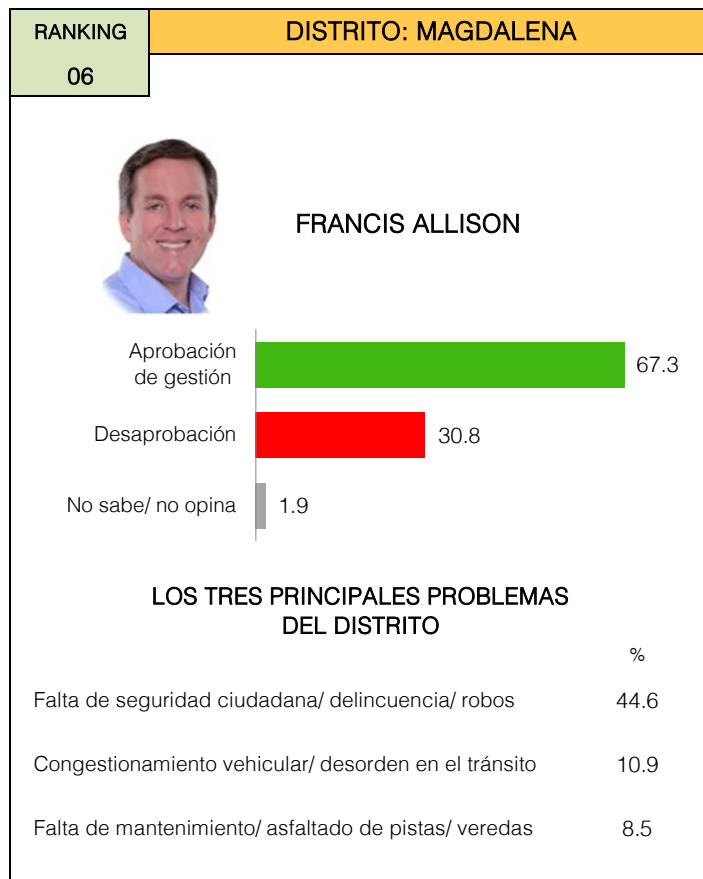 RANKING
06
DISTRITO: MAGDALENA
FRANCIS ALLISON
Aprobación
de gestión
67.3
Desaprobación
30.8
No sabe/ no opina
1.9
LOS TRES PRINCIPALES PROBLEMAS
DEL DISTRITO
%
Falta de seguridad ciudadana/ delincuencia/ robos 44.6
Congestionamiento vehicular/ desorden en el tránsito 10.9
Falta de mantenimiento/ asfaltado de pistas/ veredas 8.5